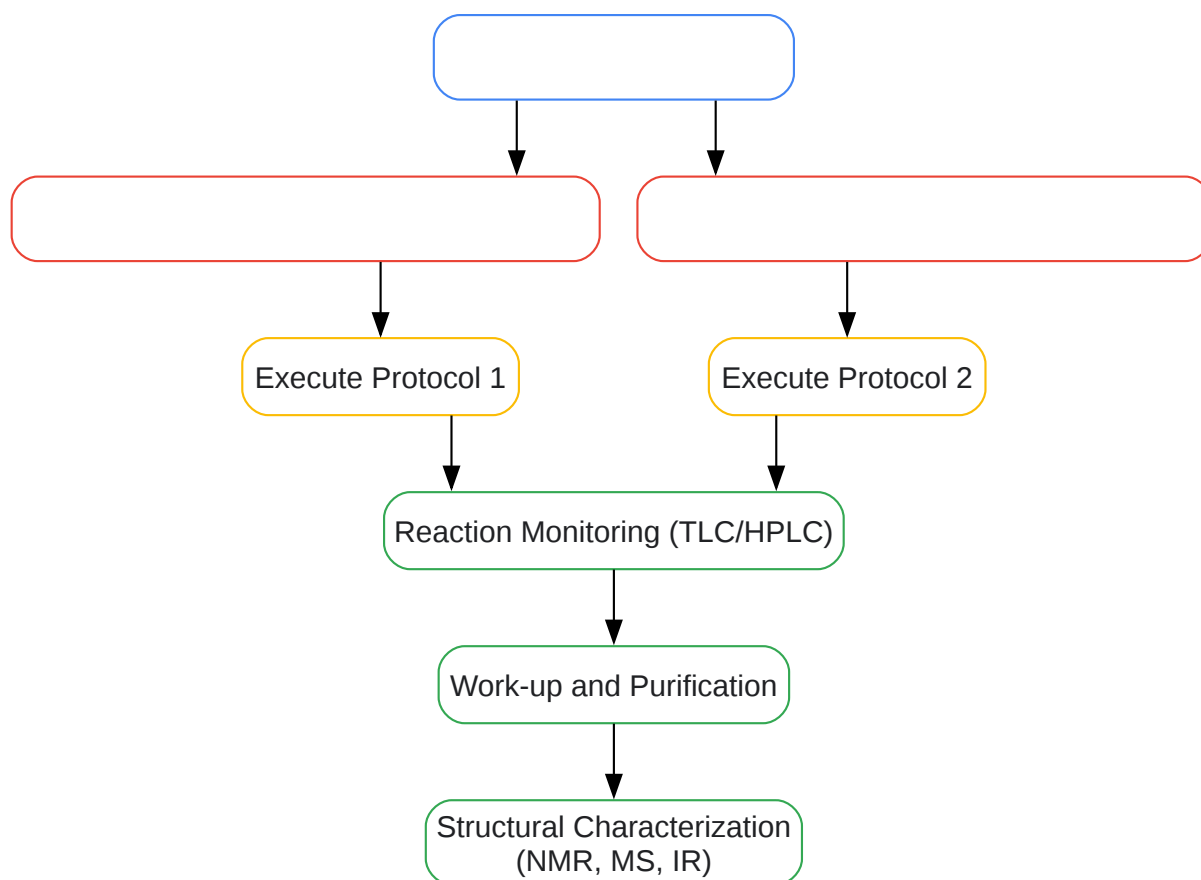 Execute Protocol 1
Execute Protocol 2
Reaction Monitoring (TLC/HPLC)
Work-up and Purification
Structural Characterization
(NMR, MS, IR)